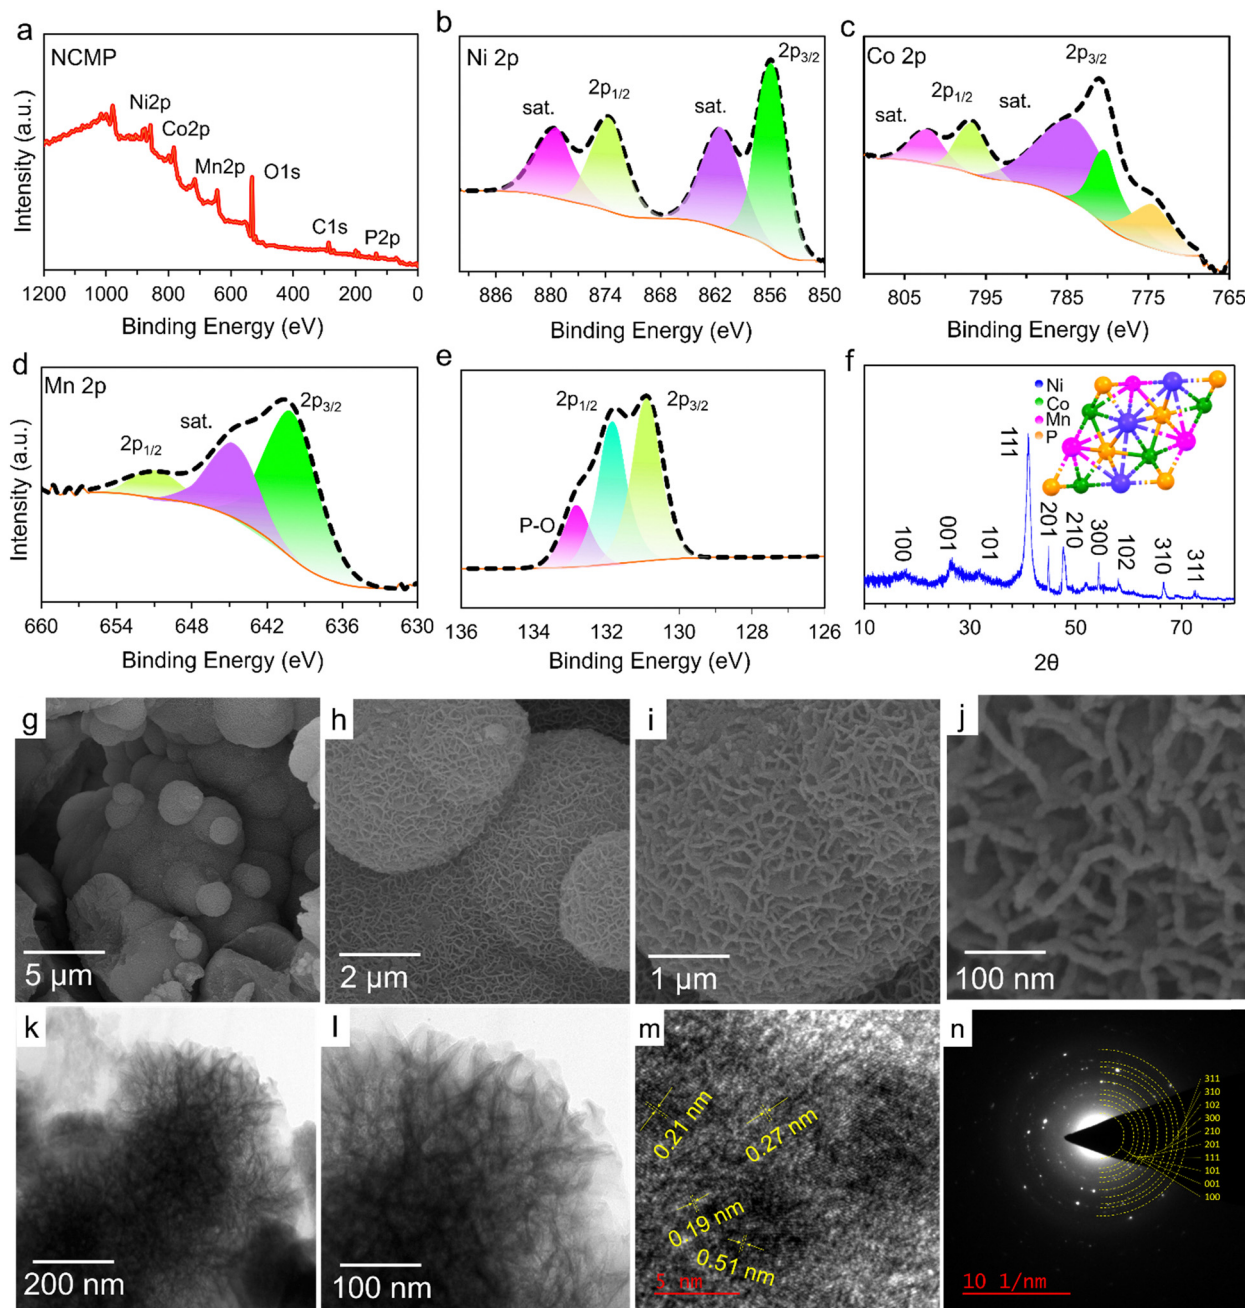 a
NCMP
Ni2p
Co2p
Mn2p
O1s
C1s
P2p
Intensity (a.u.)
1200 1000 800 600 400 200 0
Binding Energy (eV)
b
Ni 2p
sat.
2p1/2
sat.
2p3/2
886 880 874 868 862 856 850
Binding Energy (eV)
c
Co 2p
sat.
2p1/2
sat.
2p3/2
805 795 785 775 765
Binding Energy (eV)
d
Mn 2p
2p1/2
sat.
2p3/2
Intensity (a.u.)
660 654 648 642 636 630
Binding Energy (eV)
e
P-O
2p1/2
2p3/2
136 134 132 130 128 126
Binding Energy (eV)
f
Ni
Co
Mn
P
100
001
101
111
201
210
300
102
310
311
10 30 50 70
2θ
g
5 µm
h
2 µm
i
1 µm
j
100 nm
k
200 nm
l
100 nm
m
0.21 nm
0.27 nm
0.19 nm
0.51 nm
5 nm
n
311
310
102
300
210
201
111
101
001
100
10 1/nm